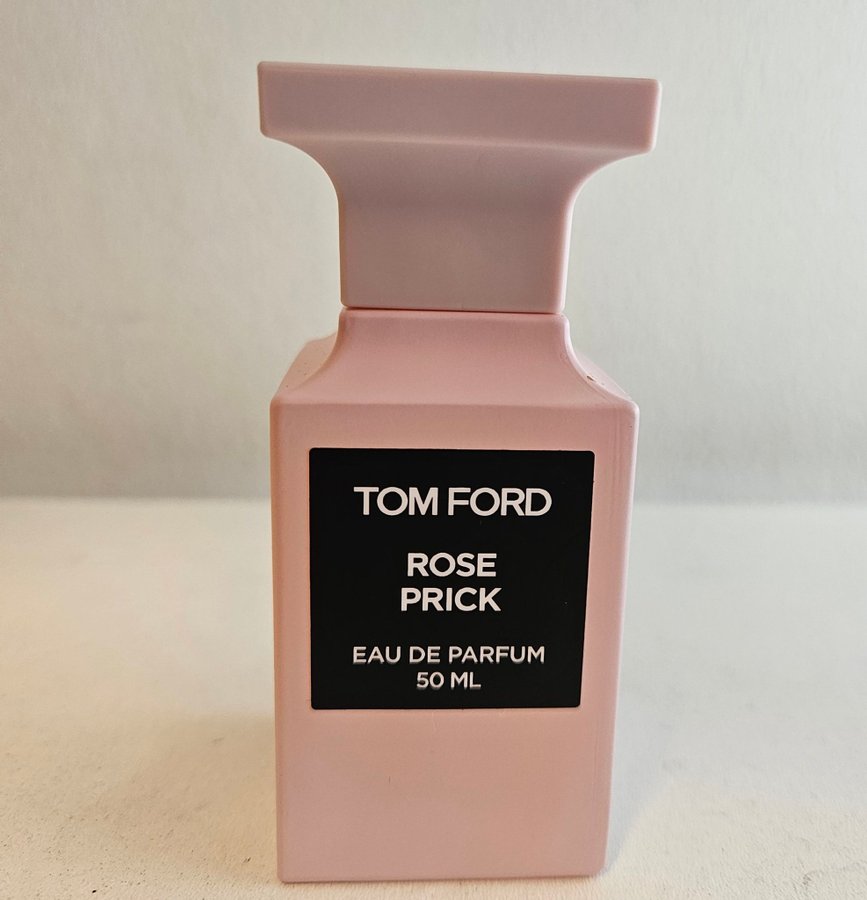 TOM FORD
ROSE
PRICK
EAU DE PARFUM
50 ML